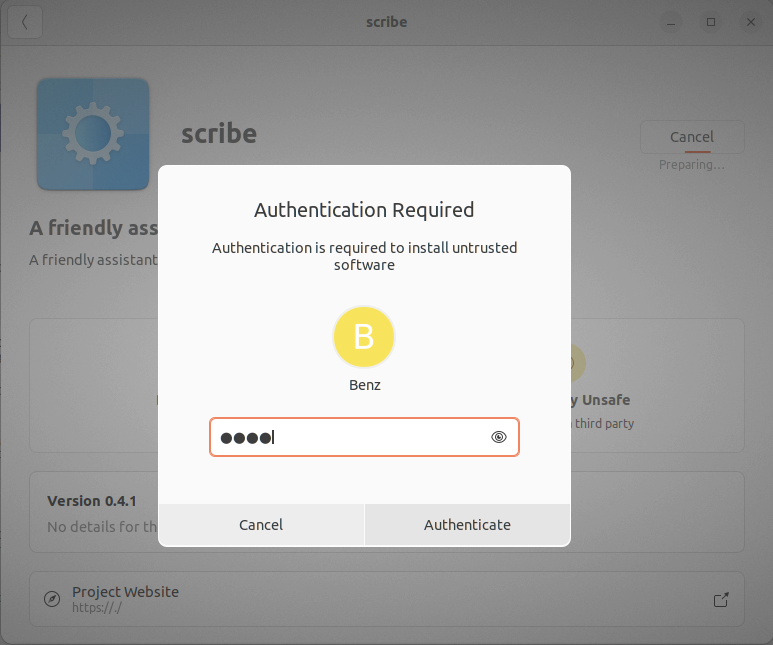 scribe
scribe
Cancel
Preparing...
A friendly ass
A friendly assistant
Authentication Required
Authentication is required to install untrusted
software
B
Benz
y Unsafe
third party
Version 0.4.1
No details for th
Cancel
Authenticate
Project Website
https://./